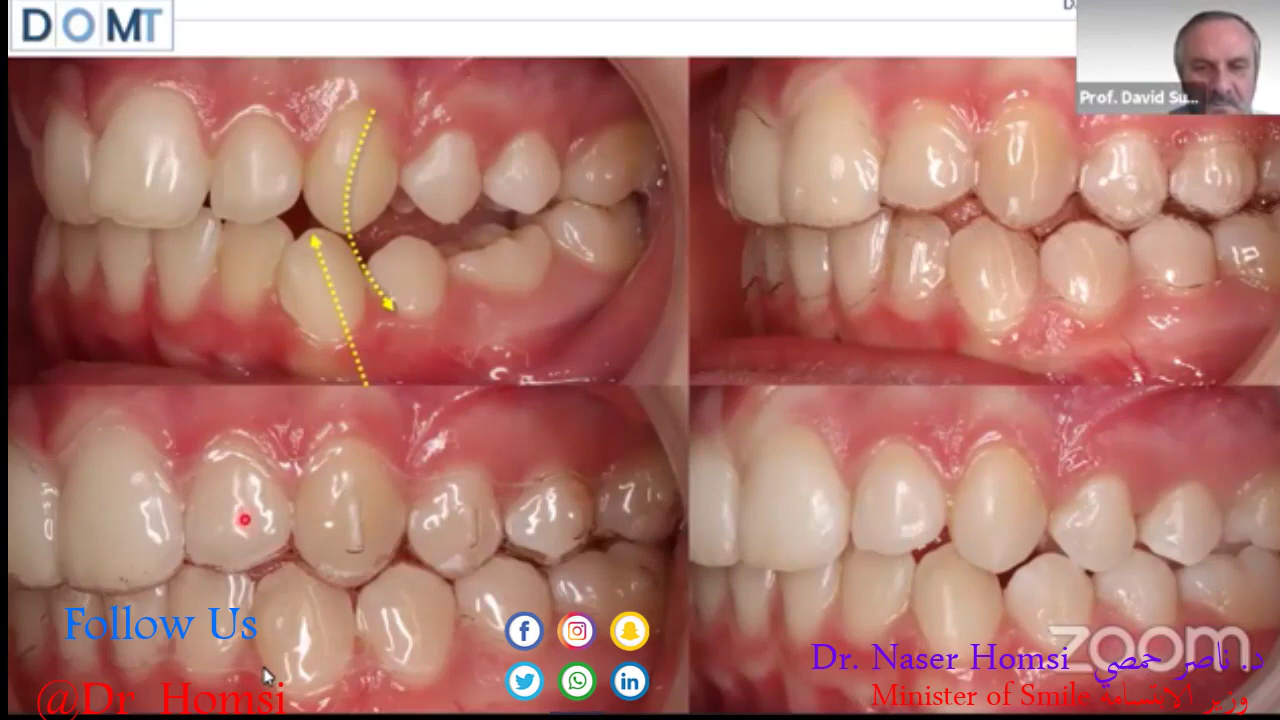 DOMT
Prof. David Su...
Follow Us
@Dr_Homsi
zoom
Dr. Naser Homsi د. ناصر حمصي
Minister of Smile وزير الابتسامة